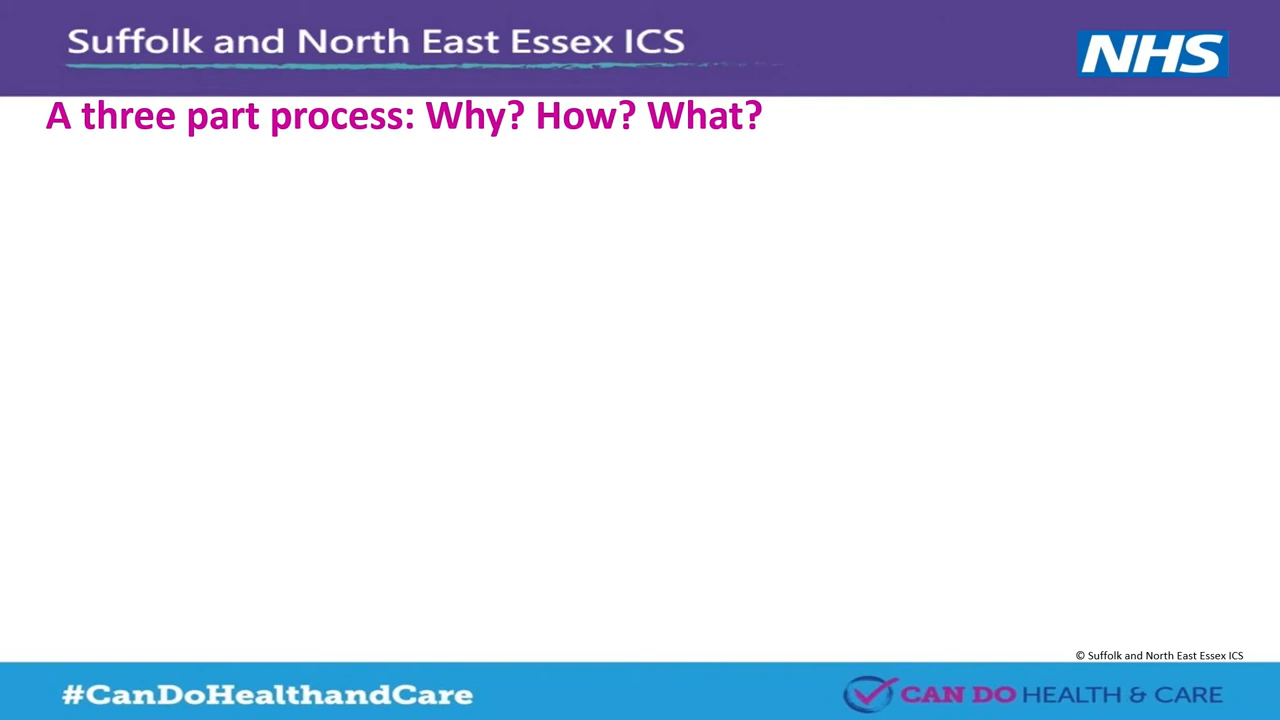 Suffolk and North East Essex ICS
NHS
A three part process: Why? How? What?
© Suffolk and North East Essex ICS
#CanDoHealthandCare
CAN DO HEALTH & CARE